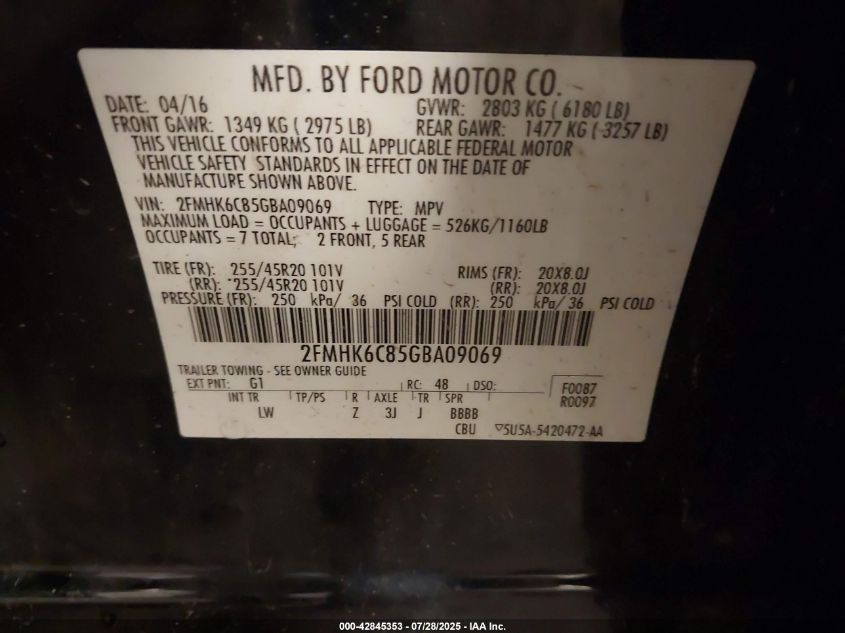 MFD. BY FORD MOTOR CO.
DATE: 04/16 GVWR: 2803 KG ( 6180 LB)
FRONT GAWR: 1349 KG ( 2975 LB) REAR GAWR: 1477 KG ( 3257 LB)
THIS VEHICLE CONFORMS TO ALL APPLICABLE FEDERAL MOTOR
VEHICLE SAFETY STANDARDS IN EFFECT ON THE DATE OF
MANUFACTURE SHOWN ABOVE.
VIN: 2FMHK6C85GBA09069 TYPE: MPV
MAXIMUM LOAD = OCCUPANTS + LUGGAGE = 526KG/1160LB
OCCUPANTS = 7 TOTAL; 2 FRONT, 5 REAR
TIRE (FR): 255/45R20 101V RIMS (FR): 20X8.0J
(RR): 255/45R20 101V (RR): 20X8.0J
PRESSURE (FR): 250 kPa/ 36 PSI COLD (RR): 250 kPa/ 36 PSI COLD
2FMHK6C85GBA09069
TRAILER TOWING - SEE OWNER GUIDE
EXT PNT: G1 RC: 48 DSO: F0087
INT TR TP/PS R AXLE TR SPR R0097
LW Z 3J J BBBB
CBU 5U5A-5420472-AA
000-42845353 / 07/28/2025 - IAA Inc.